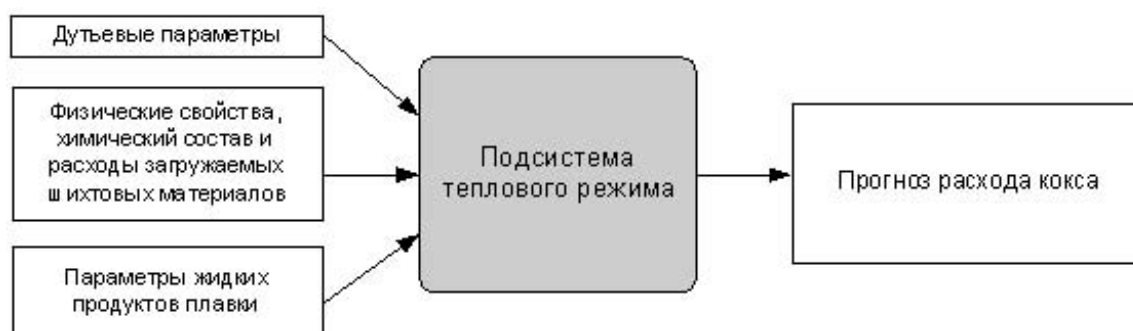 Дутьевые параметры
Физические свойства,
химический состав и
расходы загружаемых
шихтовых материалов
Параметры жидких
продуктов плавки
Подсистема
теплового режима
Прогноз расхода кокса